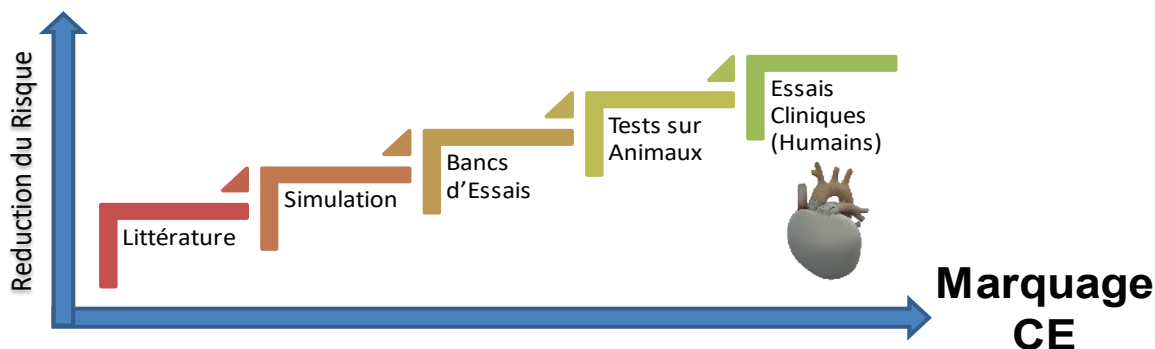 Reduction du Risque
Littérature
Simulation
Bancs
d'Essais
Tests sur
Animaux
Essais
Cliniques
(Humains)
Marquage
CE